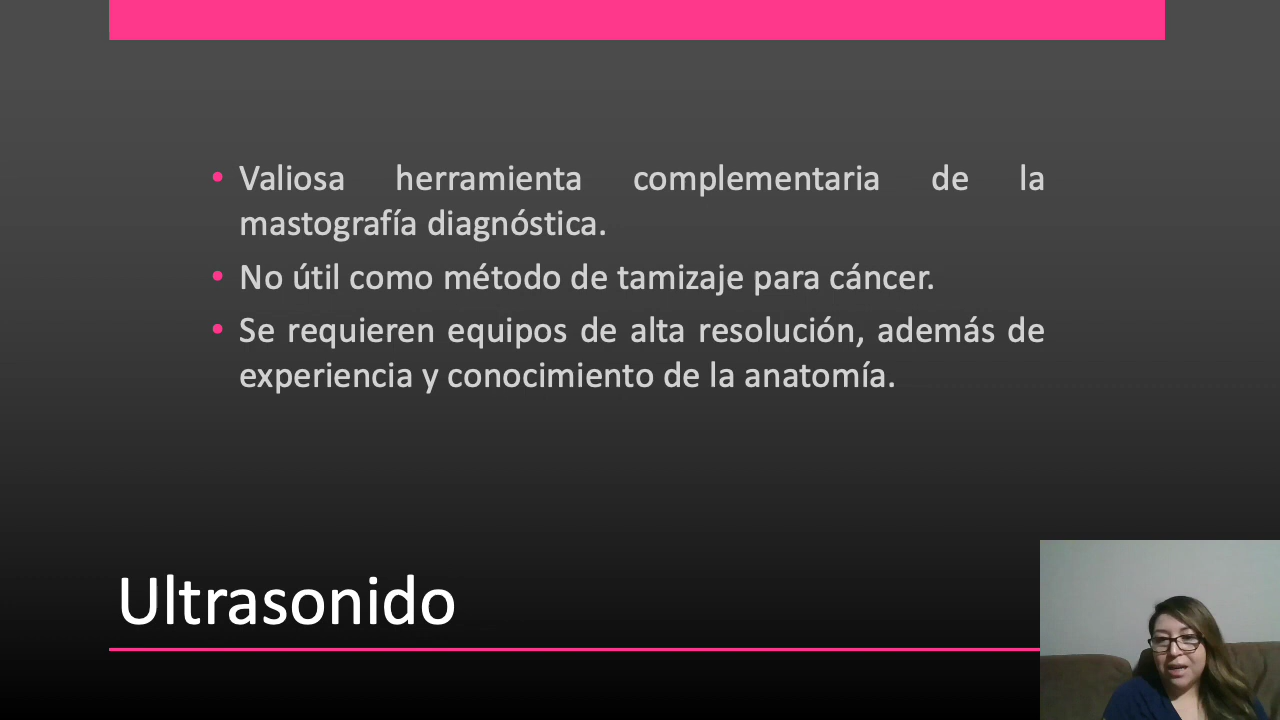 • Valiosa herramienta complementaria de la
mastografía diagnóstica.
• No útil como método de tamizaje para cáncer.
• Se requieren equipos de alta resolución, además de
experiencia y conocimiento de la anatomía.
Ultrasonido